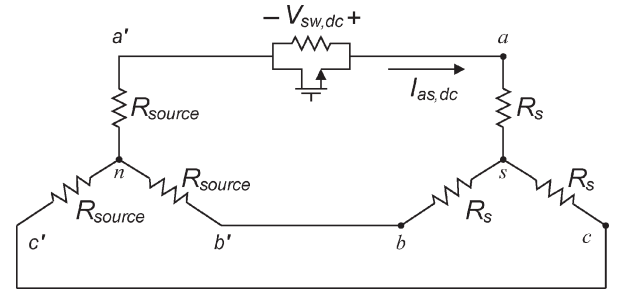 − V_sw,dc +
a'
a
I_as,dc
R_source
R_s
n
R_source
s
R_s
R_source
R_s
c'
b'
b
c